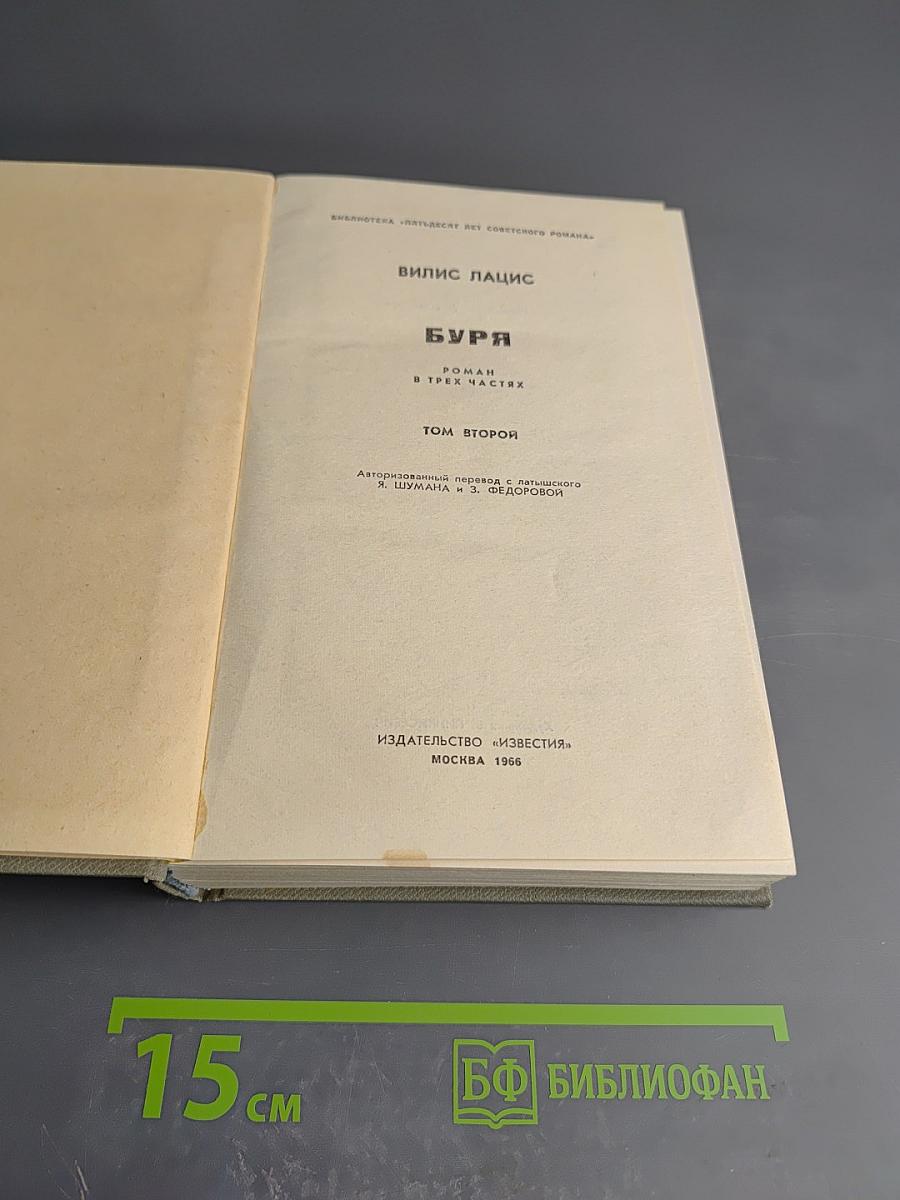 БИБЛИОТЕКА «ПЯТЬДЕСЯТ ЛЕТ СОВЕТСКОГО РОМАНА»
ВИЛИС ЛАЦИС
БУРЯ
РОМАН
В ТРЕХ ЧАСТЯХ
ТОМ ВТОРОЙ
Авторизованный перевод с латышского
Я. ШУМАНА и З. ФЕДОРОВОЙ
ИЗДАТЕЛЬСТВО «ИЗВЕСТИЯ»
МОСКВА 1966
15 см
БФ БИБЛИОФАН